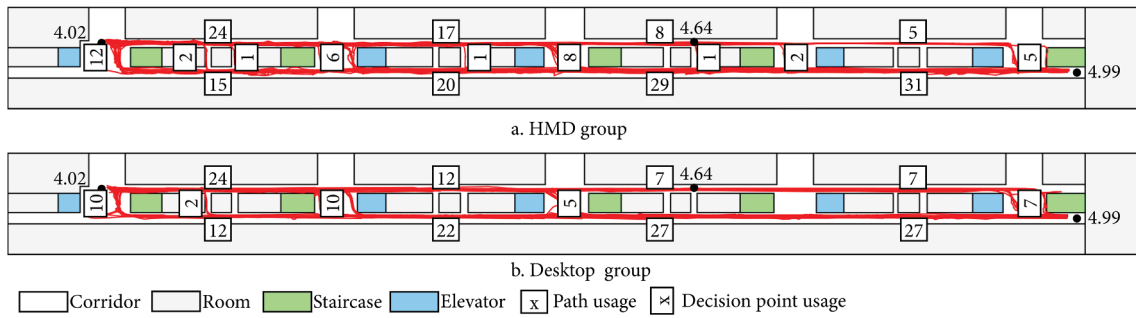 24 17 8 4.64 5
4.02
12 2 1 6 1 8 1 2 5
4.99
15 20 29 31
a. HMD group
24 12 7 4.64 7
4.02
10 2 10 5 7
4.99
12 22 27 27
b. Desktop group
Corridor Room Staircase Elevator x Path usage x Decision point usage